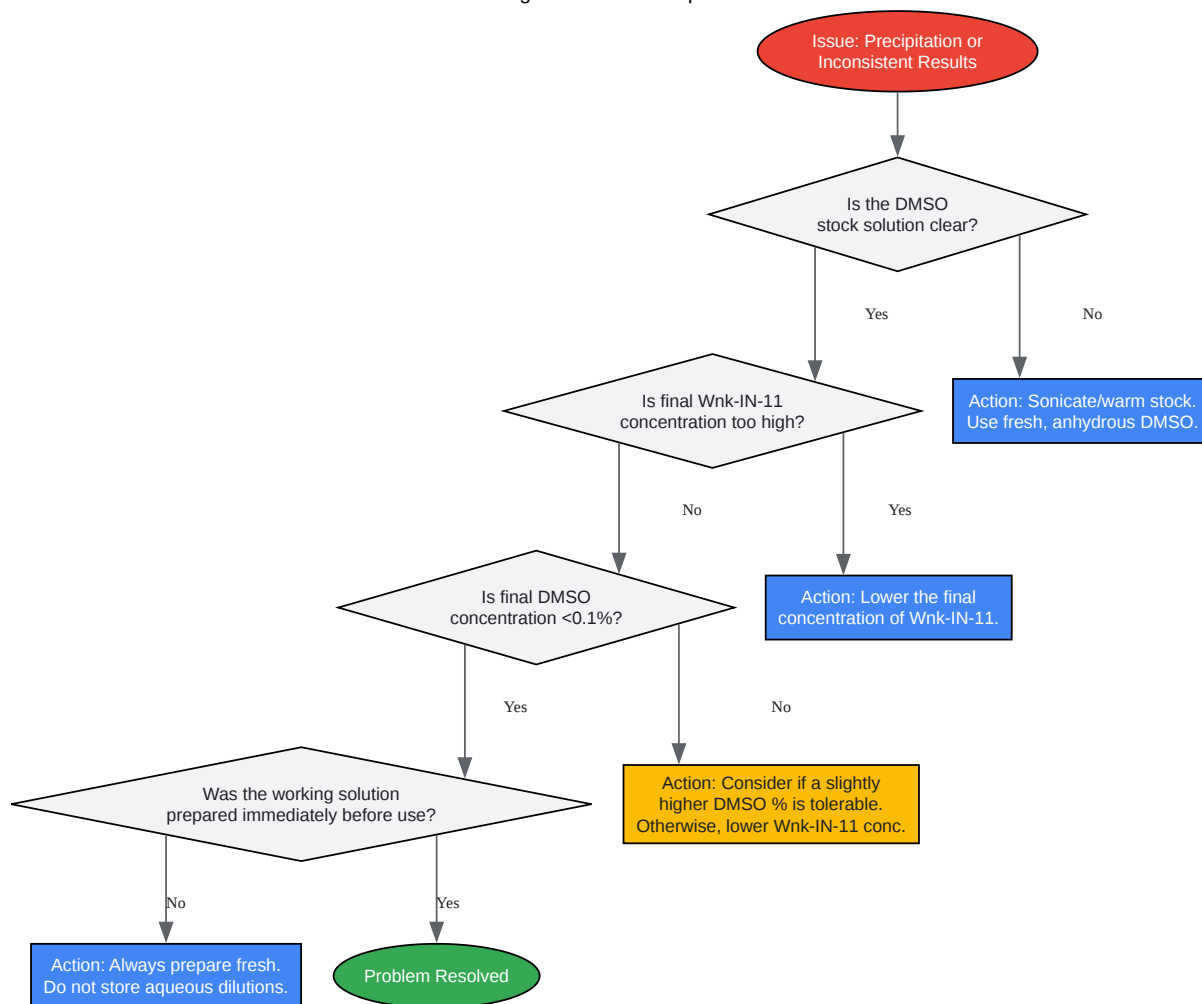 Issue: Precipitation or
Inconsistent Results
Is the DMSO
stock solution clear?
Yes
No
Is final Wnk-IN-11
concentration too high?
Action: Sonicate/warm stock.
Use fresh, anhydrous DMSO.
No
Yes
Is final DMSO
concentration <0.1%?
Action: Lower the final
concentration of Wnk-IN-11.
Yes
No
Was the working solution
prepared immediately before use?
Action: Consider if a slightly
higher DMSO % is tolerable.
Otherwise, lower Wnk-IN-11 conc.
No
Yes
Action: Always prepare fresh.
Do not store aqueous dilutions.
Problem Resolved